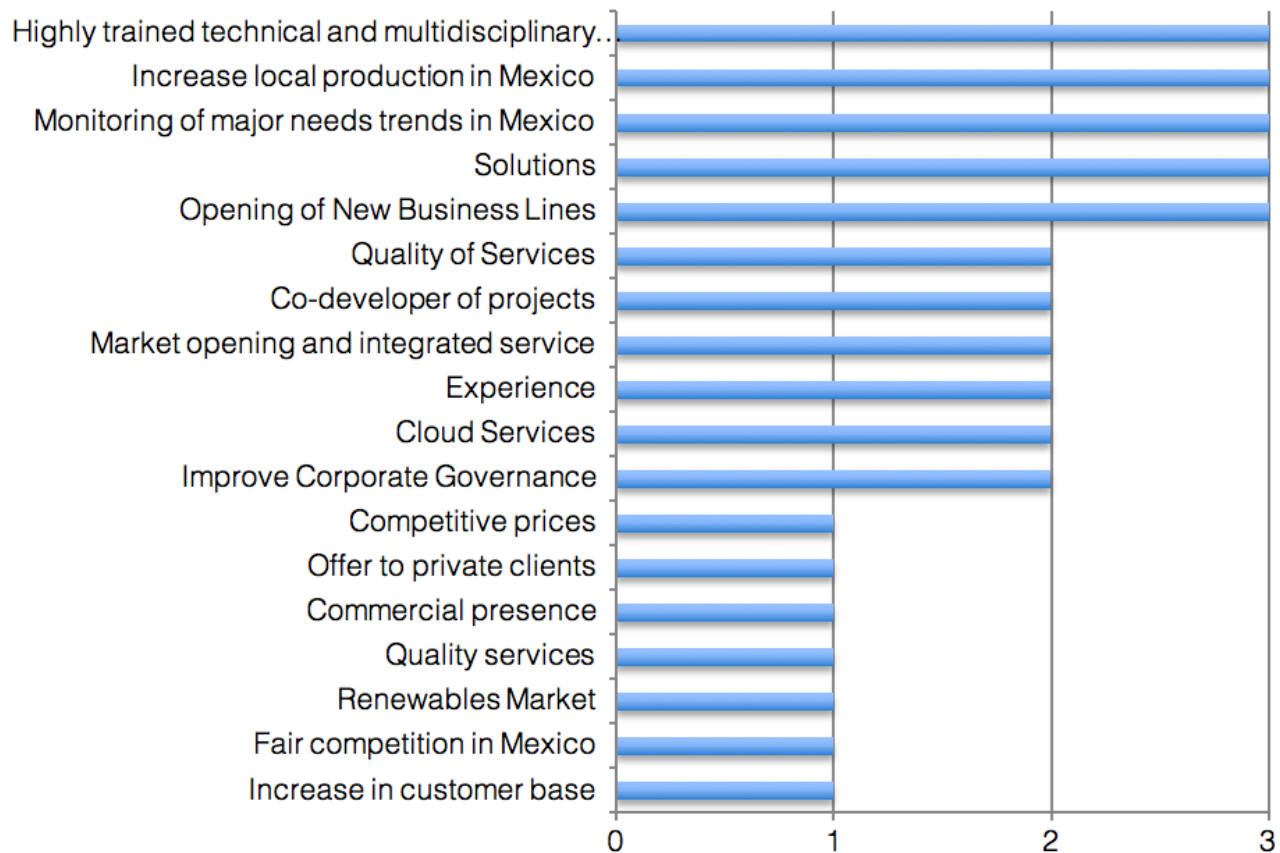 Highly trained technical and multidisciplinary…
Increase local production in Mexico
Monitoring of major needs trends in Mexico
Solutions
Opening of New Business Lines
Quality of Services
Co-developer of projects
Market opening and integrated service
Experience
Cloud Services
Improve Corporate Governance
Competitive prices
Offer to private clients
Commercial presence
Quality services
Renewables Market
Fair competition in Mexico
Increase in customer base
0 1 2 3